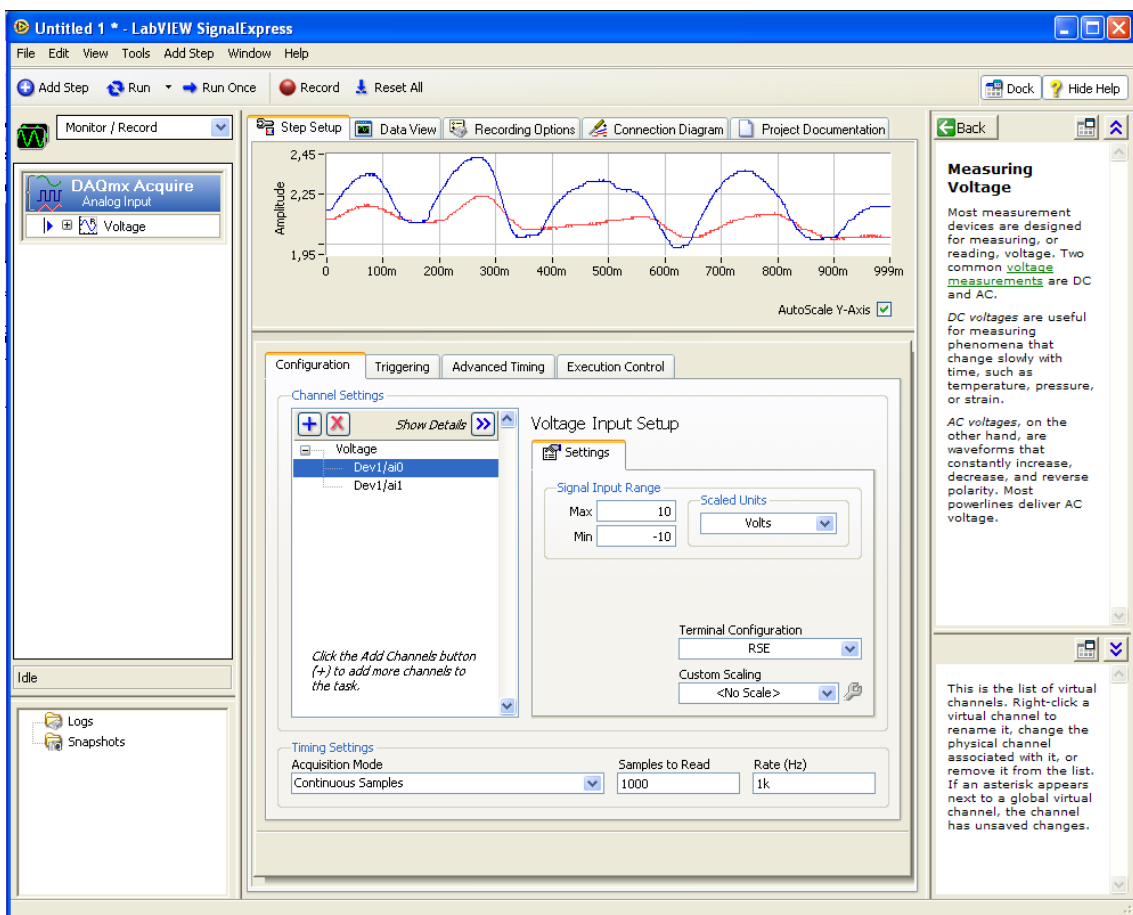 Untitled 1 * - LabVIEW SignalExpress
File Edit View Tools Add Step Window Help
Add Step Run Run Once Record Reset All Dock Hide Help
Monitor / Record
DAQmx Acquire
Analog Input
Voltage
Idle
Logs
Snapshots
Step Setup Data View Recording Options Connection Diagram Project Documentation
Amplitude
2,45
2,25
1,95
0 100m 200m 300m 400m 500m 600m 700m 800m 900m 999m
AutoScale Y-Axis
Configuration Triggering Advanced Timing Execution Control
Channel Settings
Show Details
Voltage
Dev1/ai0
Dev1/ai1
Click the Add Channels button
(+) to add more channels to
the task.
Voltage Input Setup
Settings
Signal Input Range
Max 10
Min -10
Scaled Units
Volts
Terminal Configuration
RSE
Custom Scaling
<No Scale>
Timing Settings
Acquisition Mode Samples to Read Rate (Hz)
Continuous Samples 1000 1k
Back
Measuring
Voltage
Most measurement
devices are designed
for measuring, or
reading, voltage. Two
common voltage
measurements are DC
and AC.
DC voltages are useful
for measuring
phenomena that
change slowly with
time, such as
temperature, pressure,
or strain.
AC voltages, on the
other hand, are
waveforms that
constantly increase,
decrease, and reverse
polarity. Most
powerlines deliver AC
voltage.
This is the list of virtual
channels. Right-click a
virtual channel to
rename it, change the
physical channel
associated with it, or
remove it from the list.
If an asterisk appears
next to a global virtual
channel, the channel
has unsaved changes.